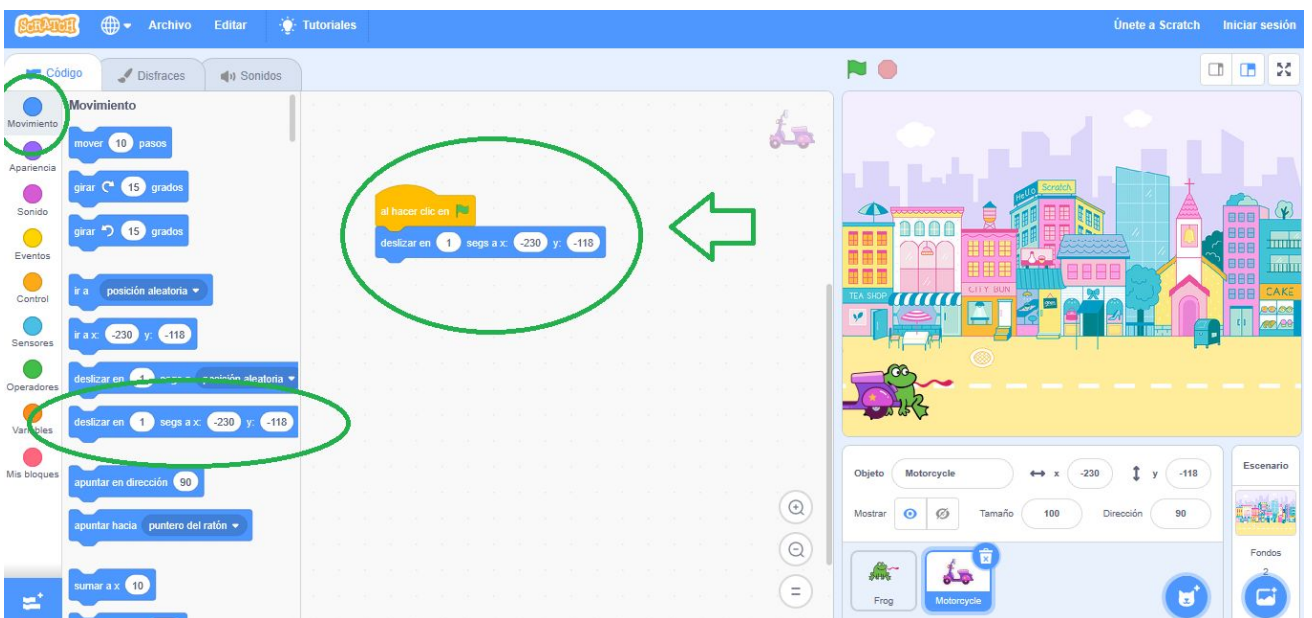 SCRATCH
Archivo
Editar
Tutoriales
Únete a Scratch
Iniciar sesión
Código
Disfraces
Sonidos
Movimiento
Apariencia
Sonido
Eventos
Control
Sensores
Operadores
Variables
Mis bloques
Movimiento
mover 10 pasos
girar 15 grados
girar 15 grados
ir a posición aleatoria
ir a x: -230 y: -118
deslizar en 1 segs a posición aleatoria
deslizar en 1 segs a x: -230 y: -118
apuntar en dirección 90
apuntar hacia puntero del ratón
sumar a x 10
al hacer clic en
deslizar en 1 segs a x: -230 y: -118
Hello Scratch
TEA SHOP
CITY BUN
CAKE
Objeto Motorcycle x -230 y -118
Mostrar Tamaño 100 Dirección 90
Frog
Motorcycle
Escenario
Fondos
2